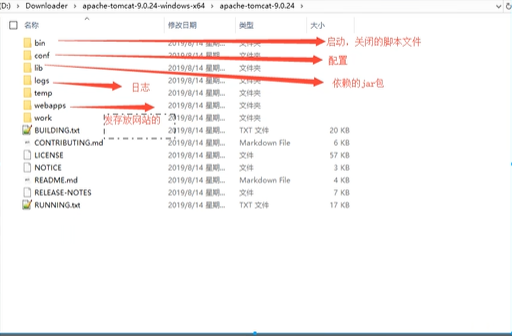 (D:) › Downloader › apache-tomcat-9.0.24-windows-x64 › apache-tomcat-9.0.24 ›
名称 修改日期 类型 大小
bin 2019/8/14 星期... 文件夹 启动，关闭的脚本文件
conf 2019/8/14 星期... 文件夹 配置
lib 2019/8/14 星期... 文件夹
logs 2019/8/14 星期... 文件夹 依赖的jar包
temp 2019/8/14 星期... 文件夹 日志
webapps 2019/8/14 星期... 文件夹
work 2019/8/14 星期... 文件夹 存放网站的
BUILDING.txt 2019/8/14 星期... TXT 文件 20 KB
CONTRIBUTING.md 2019/8/14 星期... Markdown File 6 KB
LICENSE 2019/8/14 星期... 文件 57 KB
NOTICE 2019/8/14 星期... 文件 3 KB
README.md 2019/8/14 星期... Markdown File 4 KB
RELEASE-NOTES 2019/8/14 星期... 文件 7 KB
RUNNING.txt 2019/8/14 星期... TXT 文件 17 KB